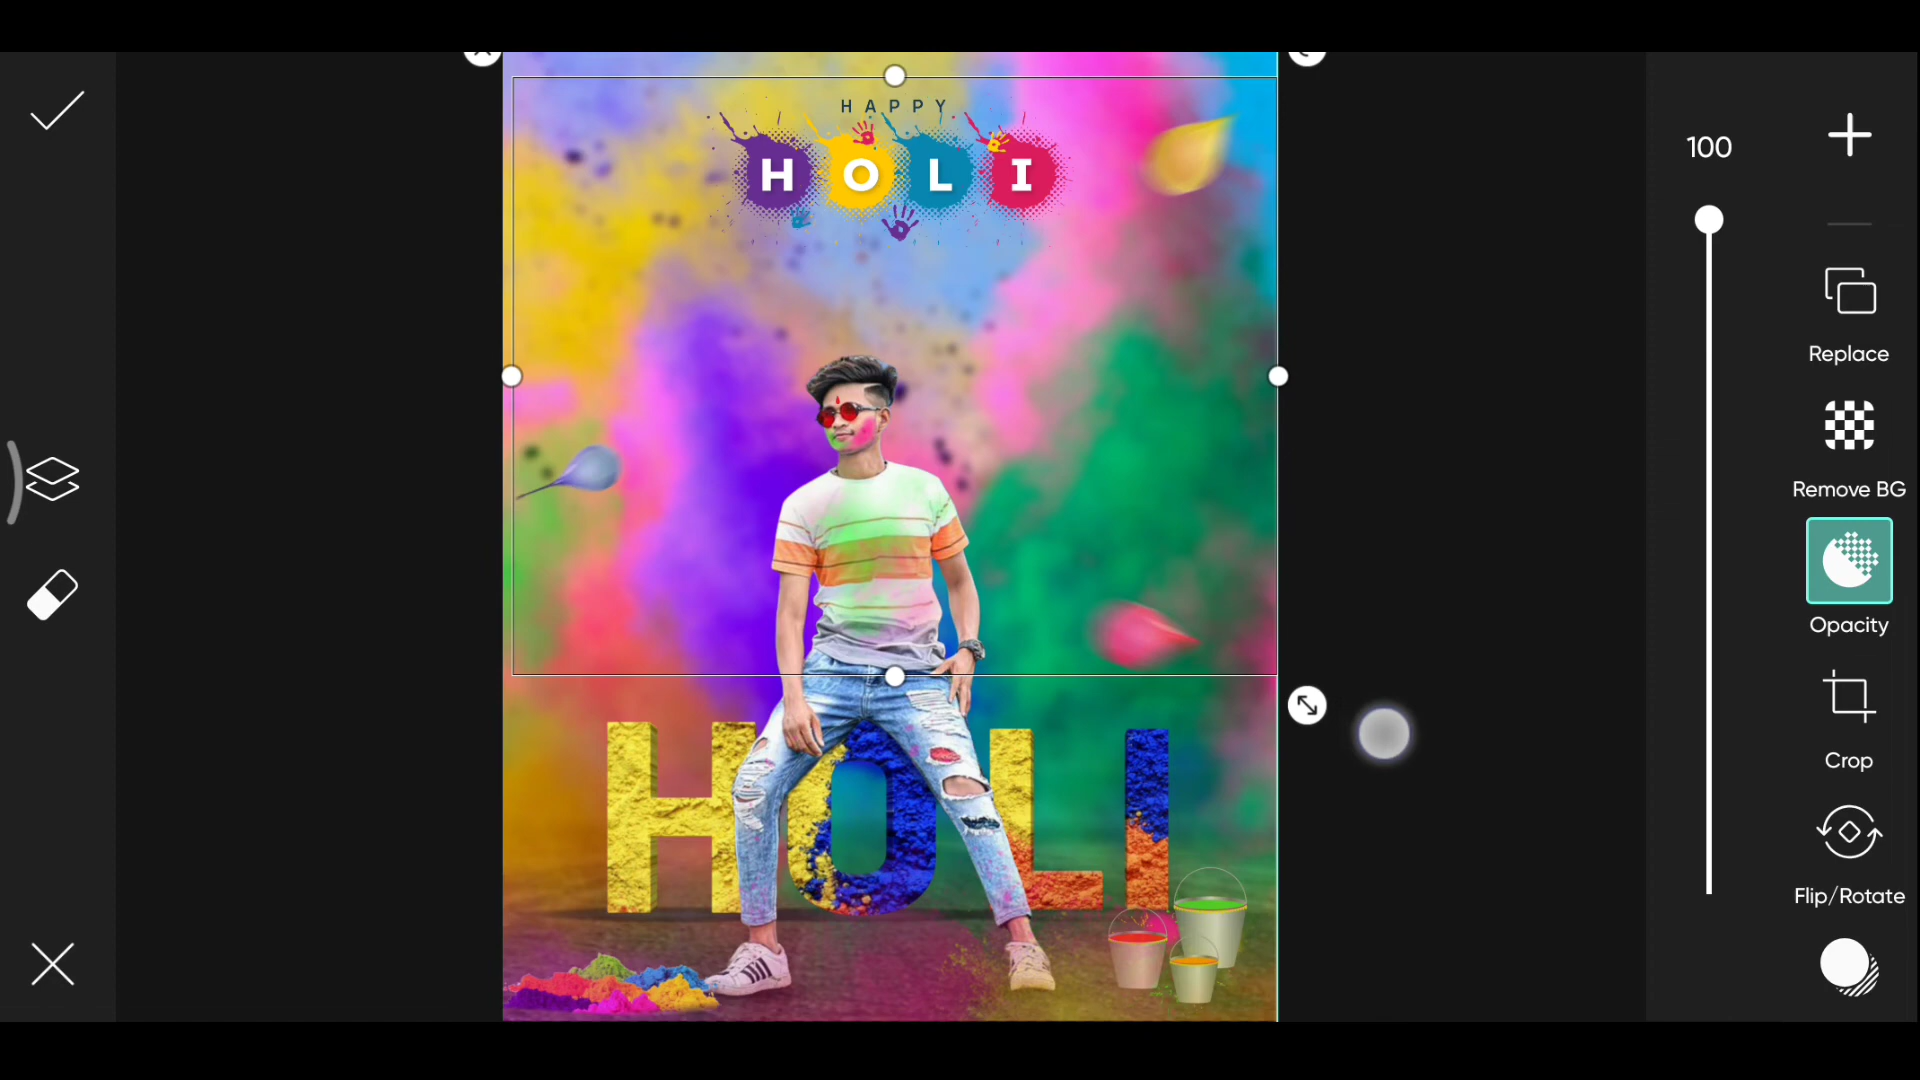 HAPPY
HOLI
100
Replace
Remove BG
Opacity
HOLI
Crop
Flip/Rotate